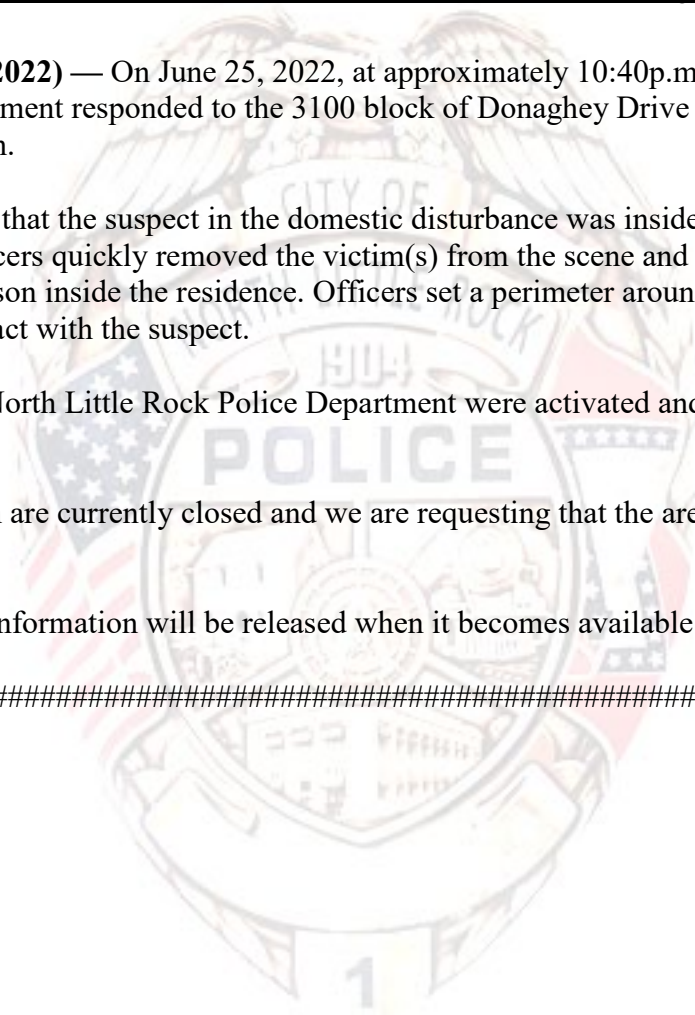 2022) — On June 25, 2022, at approximately 10:40p.m
ment responded to the 3100 block of Donaghey Drive
n.
that the suspect in the domestic disturbance was inside
cers quickly removed the victim(s) from the scene and
son inside the residence. Officers set a perimeter aroun
act with the suspect.
North Little Rock Police Department were activated and
n are currently closed and we are requesting that the are
nformation will be released when it becomes available
######################################################
CITY OF
NORTH LITTLE ROCK
1904
POLICE
1